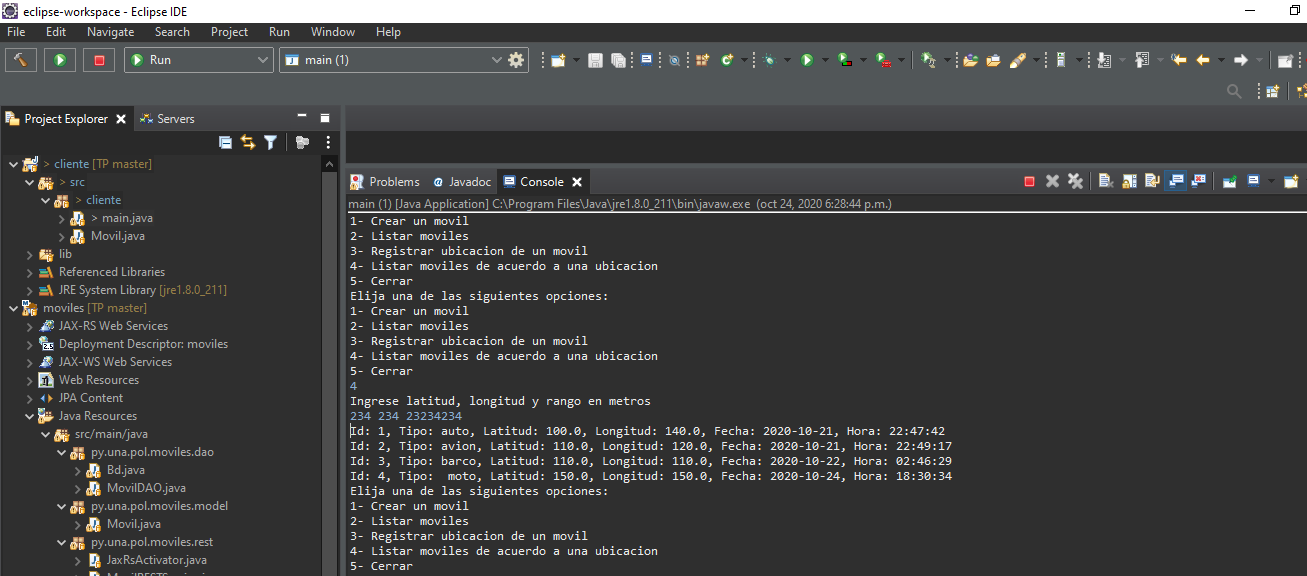 eclipse-workspace - Eclipse IDE
File Edit Navigate Search Project Run Window Help
Run main (1)
Project Explorer Servers
> cliente [TP master]
> src
> cliente
> main.java
Movil.java
lib
Referenced Libraries
JRE System Library [jre1.8.0_211]
moviles [TP master]
JAX-RS Web Services
Deployment Descriptor: moviles
JAX-WS Web Services
Web Resources
JPA Content
Java Resources
src/main/java
py.una.pol.moviles.dao
Bd.java
MovilDAO.java
py.una.pol.moviles.model
Movil.java
py.una.pol.moviles.rest
JaxRsActivator.java
Problems @ Javadoc Console
main (1) [Java Application] C:\Program Files\Java\jre1.8.0_211\bin\javaw.exe (oct 24, 2020 6:28:44 p.m.)
1- Crear un movil
2- Listar moviles
3- Registrar ubicacion de un movil
4- Listar moviles de acuerdo a una ubicacion
5- Cerrar
Elija una de las siguientes opciones:
1- Crear un movil
2- Listar moviles
3- Registrar ubicacion de un movil
4- Listar moviles de acuerdo a una ubicacion
5- Cerrar
4
Ingrese latitud, longitud y rango en metros
234 234 23234234
Id: 1, Tipo: auto, Latitud: 100.0, Longitud: 140.0, Fecha: 2020-10-21, Hora: 22:47:42
Id: 2, Tipo: avion, Latitud: 110.0, Longitud: 120.0, Fecha: 2020-10-21, Hora: 22:49:17
Id: 3, Tipo: barco, Latitud: 110.0, Longitud: 110.0, Fecha: 2020-10-22, Hora: 02:46:29
Id: 4, Tipo:  moto, Latitud: 150.0, Longitud: 150.0, Fecha: 2020-10-24, Hora: 18:30:34
Elija una de las siguientes opciones:
1- Crear un movil
2- Listar moviles
3- Registrar ubicacion de un movil
4- Listar moviles de acuerdo a una ubicacion
5- Cerrar